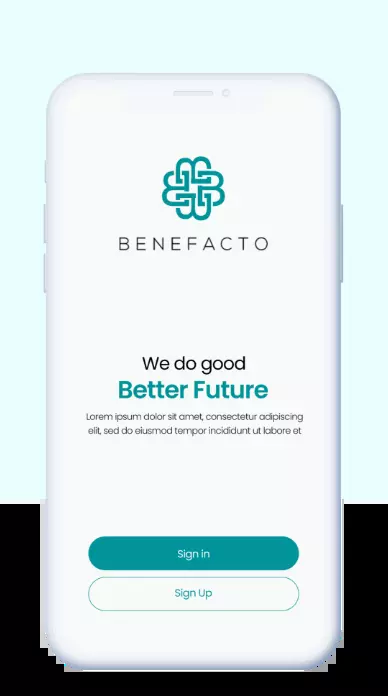 BENEFACTO
We do good
Better Future
Lorem ipsum dolor sit amet, consectetur adipiscing
elit, sed do eiusmod tempor incididunt ut labore et
Sign in
Sign Up